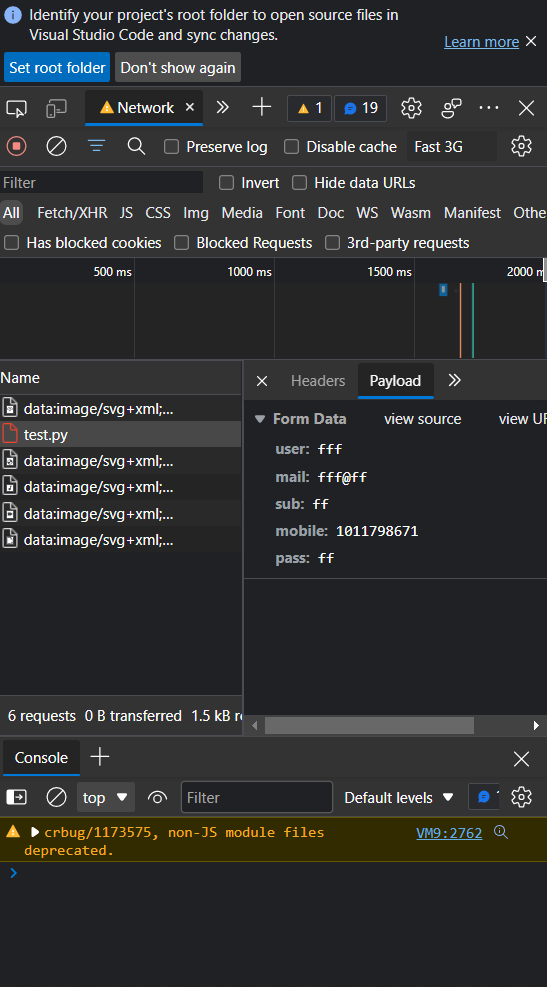 Identify your project's root folder to open source files in
Visual Studio Code and sync changes.
Learn more
Set root folder
Don't show again
Network
1
19
Preserve log
Disable cache
Fast 3G
Filter
Invert
Hide data URLs
All Fetch/XHR JS CSS Img Media Font Doc WS Wasm Manifest Othe
Has blocked cookies
Blocked Requests
3rd-party requests
500 ms
1000 ms
1500 ms
2000 m
Name
Headers
Payload
data:image/svg+xml;...
test.py
data:image/svg+xml;...
data:image/svg+xml;...
data:image/svg+xml;...
data:image/svg+xml;...
Form Data
view source
view UR
user: fff
mail: fff@ff
sub: ff
mobile: 1011798671
pass: ff
6 requests
0 B transferred
1.5 kB re
Console
top
Filter
Default levels
1
crbug/1173575, non-JS module files
deprecated.
VM9:2762